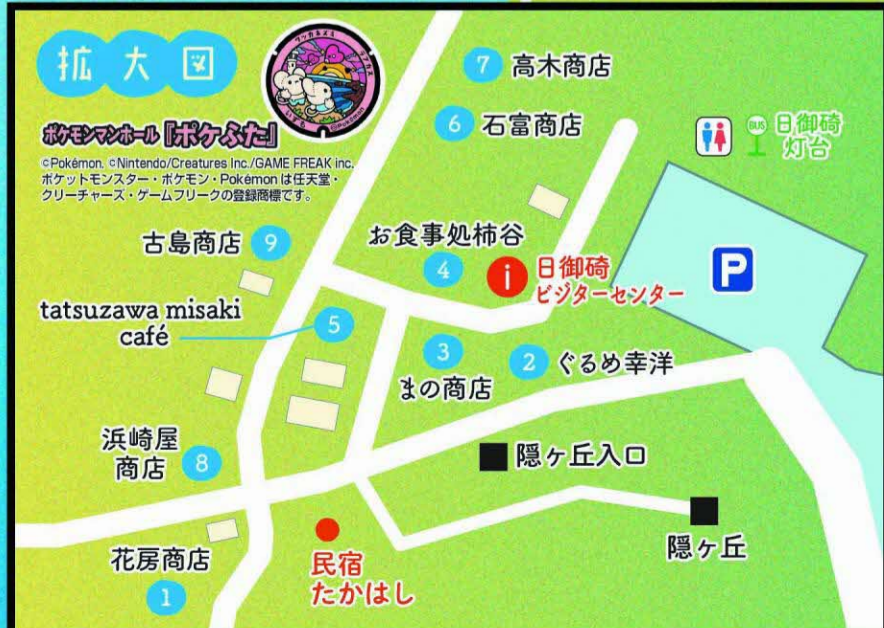 拡大図
ポケモンマンホール『ポケふた』
©Pokémon. ©Nintendo/Creatures Inc./GAME FREAK inc.
ポケットモンスター・ポケモン・Pokémon は任天堂・
クリーチャーズ・ゲームフリークの登録商標です。
7 高木商店
6 石富商店
BUS 日御碕
灯台
古島商店 9
お食事処柿谷
4
i 日御碕
ビジターセンター
P
tatsuzawa misaki
café
5
3
まの商店
2 ぐるめ幸洋
浜崎屋
商店 8
隠ヶ丘入口
隠ヶ丘
花房商店
1
民宿
たかはし